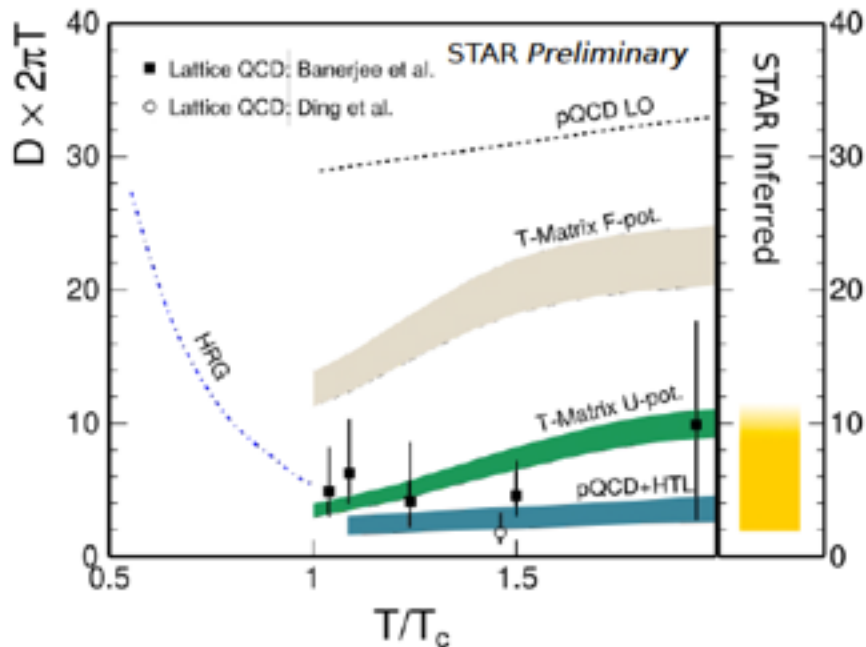 STAR Preliminary
Lattice QCD: Banerjee et al.
Lattice QCD: Ding et al.
pQCD LO
T-Matrix F-pot.
HRG
T-Matrix U-pot.
pQCD+HTL
D × 2πT
40
30
20
10
0
0.5
1
1.5
T/Tc
STAR Inferred
40
30
20
10
0